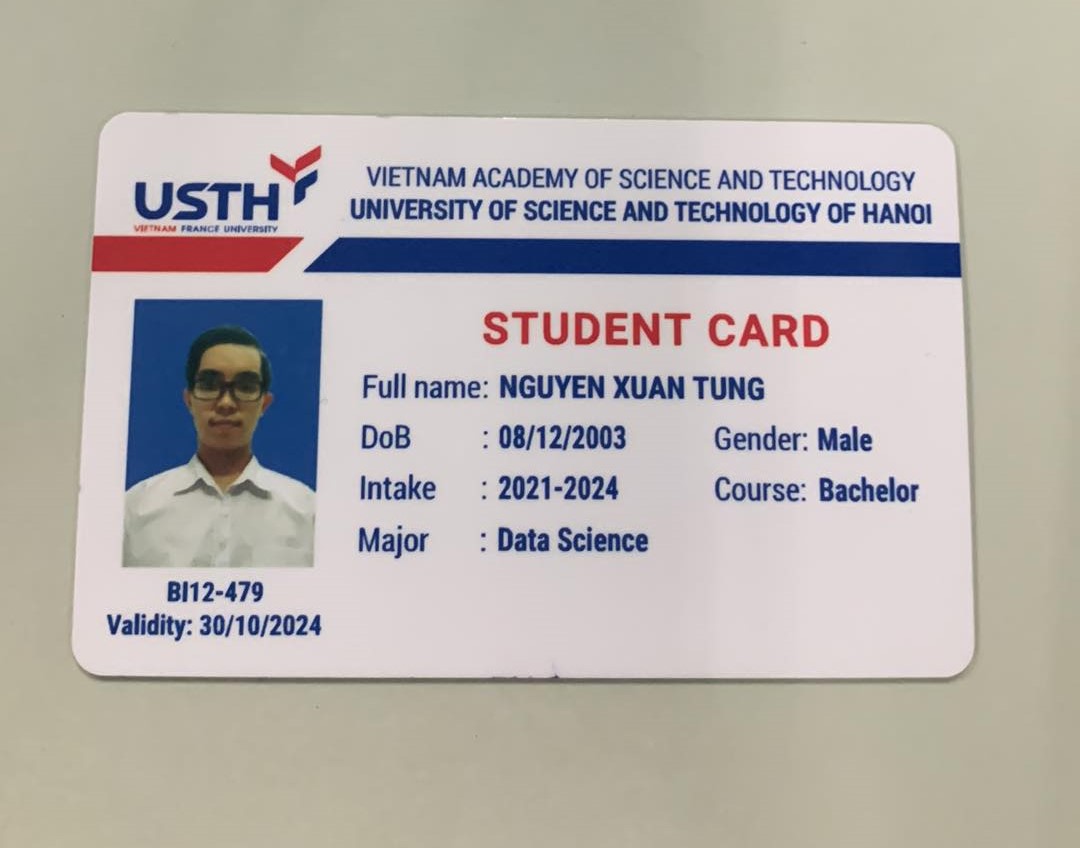 USTH
VIETNAM FRANCE UNIVERSITY
VIETNAM ACADEMY OF SCIENCE AND TECHNOLOGY
UNIVERSITY OF SCIENCE AND TECHNOLOGY OF HANOI
STUDENT CARD
Full name: NGUYEN XUAN TUNG
DoB : 08/12/2003 Gender: Male
Intake : 2021-2024 Course: Bachelor
Major : Data Science
BI12-479
Validity: 30/10/2024